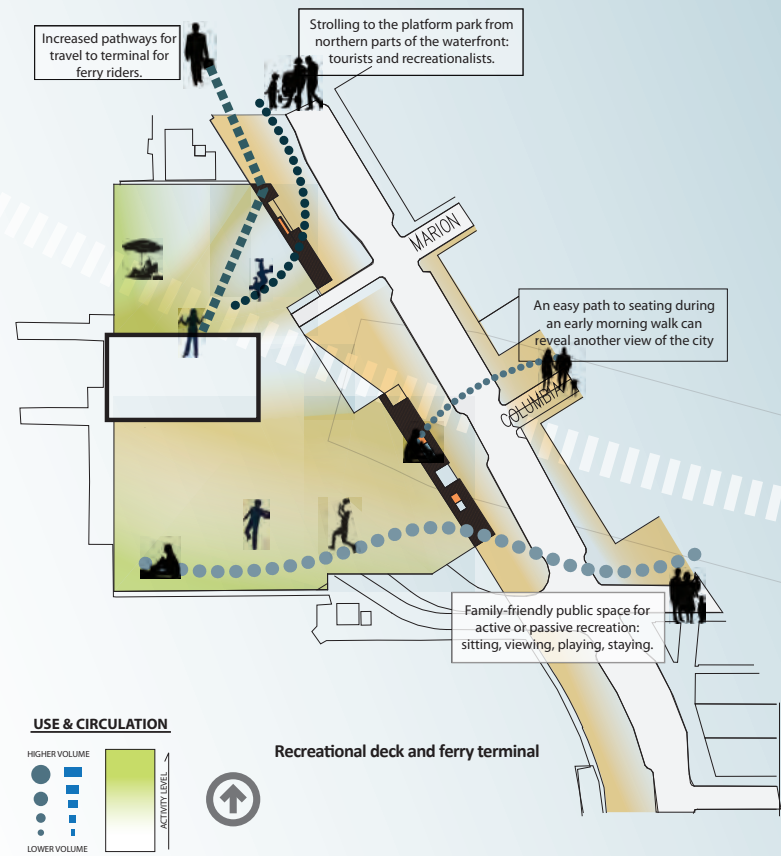 Increased pathways for
travel to terminal for
ferry riders.
Strolling to the platform park from
northern parts of the waterfront:
tourists and recreationalists.
MARION
An easy path to seating during
an early morning walk can
reveal another view of the city
COLUMBIA
Family-friendly public space for
active or passive recreation:
sitting, viewing, playing, staying.
USE & CIRCULATION
HIGHER VOLUME
LOWER VOLUME
ACTIVITY LEVEL
Recreational deck and ferry terminal